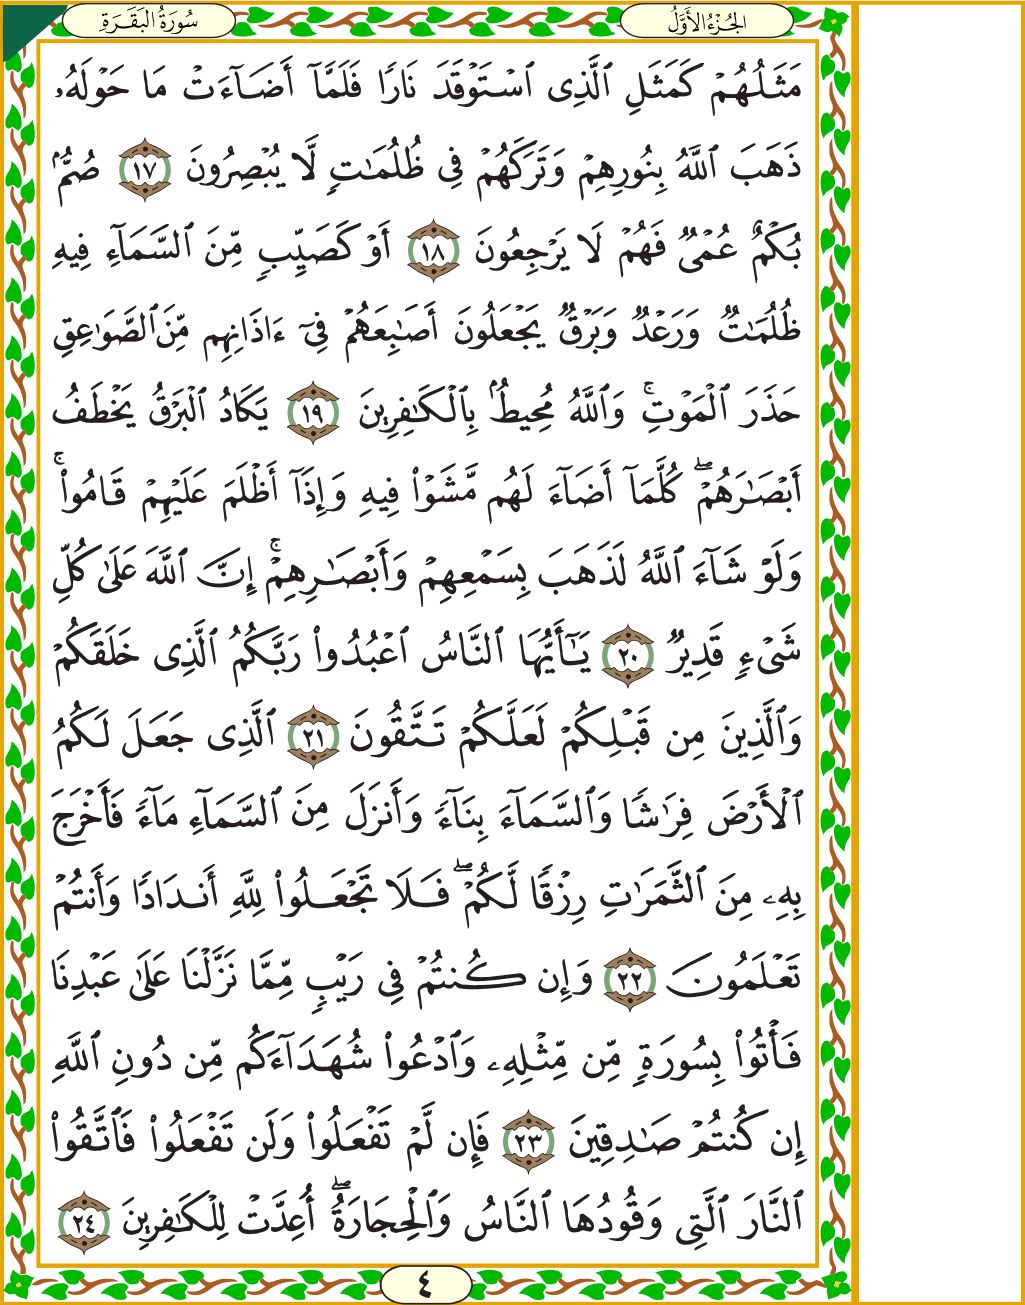 الجُزْءُ الأَوَّلُ
سُورَةُ البَقَرَةِ
مَثَلُهُمْ كَمَثَلِ ٱلَّذِى ٱسْتَوْقَدَ نَارًا فَلَمَّآ أَضَآءَتْ مَا حَوْلَهُۥ
ذَهَبَ ٱللَّهُ بِنُورِهِمْ وَتَرَكَهُمْ فِى ظُلُمَـٰتٍ لَّا يُبْصِرُونَ ١٧ صُمٌّۢ
بُكْمٌ عُمْىٌ فَهُمْ لَا يَرْجِعُونَ ١٨ أَوْ كَصَيِّبٍ مِّنَ ٱلسَّمَآءِ فِيهِ
ظُلُمَـٰتٌ وَرَعْدٌ وَبَرْقٌ يَجْعَلُونَ أَصَـٰبِعَهُمْ فِىٓ ءَاذَانِهِم مِّنَ ٱلصَّوَٰعِقِ
حَذَرَ ٱلْمَوْتِ ۚ وَٱللَّهُ مُحِيطٌۢ بِٱلْكَـٰفِرِينَ ١٩ يَكَادُ ٱلْبَرْقُ يَخْطَفُ
أَبْصَـٰرَهُمْ ۖ كُلَّمَآ أَضَآءَ لَهُم مَّشَوْا۟ فِيهِ وَإِذَآ أَظْلَمَ عَلَيْهِمْ قَامُوا۟ ۚ
وَلَوْ شَآءَ ٱللَّهُ لَذَهَبَ بِسَمْعِهِمْ وَأَبْصَـٰرِهِمْ ۚ إِنَّ ٱللَّهَ عَلَىٰ كُلِّ
شَىْءٍ قَدِيرٌ ٢٠ يَـٰٓأَيُّهَا ٱلنَّاسُ ٱعْبُدُوا۟ رَبَّكُمُ ٱلَّذِى خَلَقَكُمْ
وَٱلَّذِينَ مِن قَبْلِكُمْ لَعَلَّكُمْ تَتَّقُونَ ٢١ ٱلَّذِى جَعَلَ لَكُمُ
ٱلْأَرْضَ فِرَٰشًا وَٱلسَّمَآءَ بِنَآءً وَأَنزَلَ مِنَ ٱلسَّمَآءِ مَآءً فَأَخْرَجَ
بِهِۦ مِنَ ٱلثَّمَرَٰتِ رِزْقًا لَّكُمْ ۖ فَلَا تَجْعَلُوا۟ لِلَّهِ أَندَادًا وَأَنتُمْ
تَعْلَمُونَ ٢٢ وَإِن كُنتُمْ فِى رَيْبٍ مِّمَّا نَزَّلْنَا عَلَىٰ عَبْدِنَا
فَأْتُوا۟ بِسُورَةٍ مِّن مِّثْلِهِۦ وَٱدْعُوا۟ شُهَدَآءَكُم مِّن دُونِ ٱللَّهِ
إِن كُنتُمْ صَـٰدِقِينَ ٢٣ فَإِن لَّمْ تَفْعَلُوا۟ وَلَن تَفْعَلُوا۟ فَٱتَّقُوا۟
ٱلنَّارَ ٱلَّتِى وَقُودُهَا ٱلنَّاسُ وَٱلْحِجَارَةُ ۖ أُعِدَّتْ لِلْكَـٰفِرِينَ ٢٤
٤